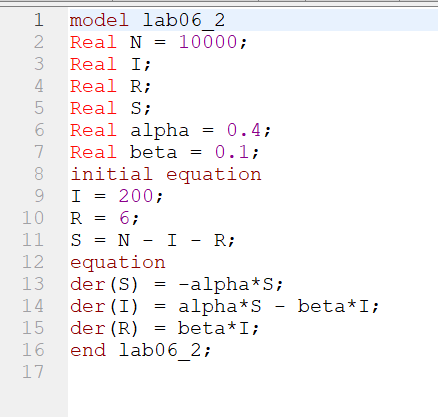 1 model lab06_2
2 Real N = 10000;
3 Real I;
4 Real R;
5 Real S;
6 Real alpha = 0.4;
7 Real beta = 0.1;
8 initial equation
9 I = 200;
10 R = 6;
11 S = N - I - R;
12 equation
13 der(S) = -alpha*S;
14 der(I) = alpha*S - beta*I;
15 der(R) = beta*I;
16 end lab06_2;
17